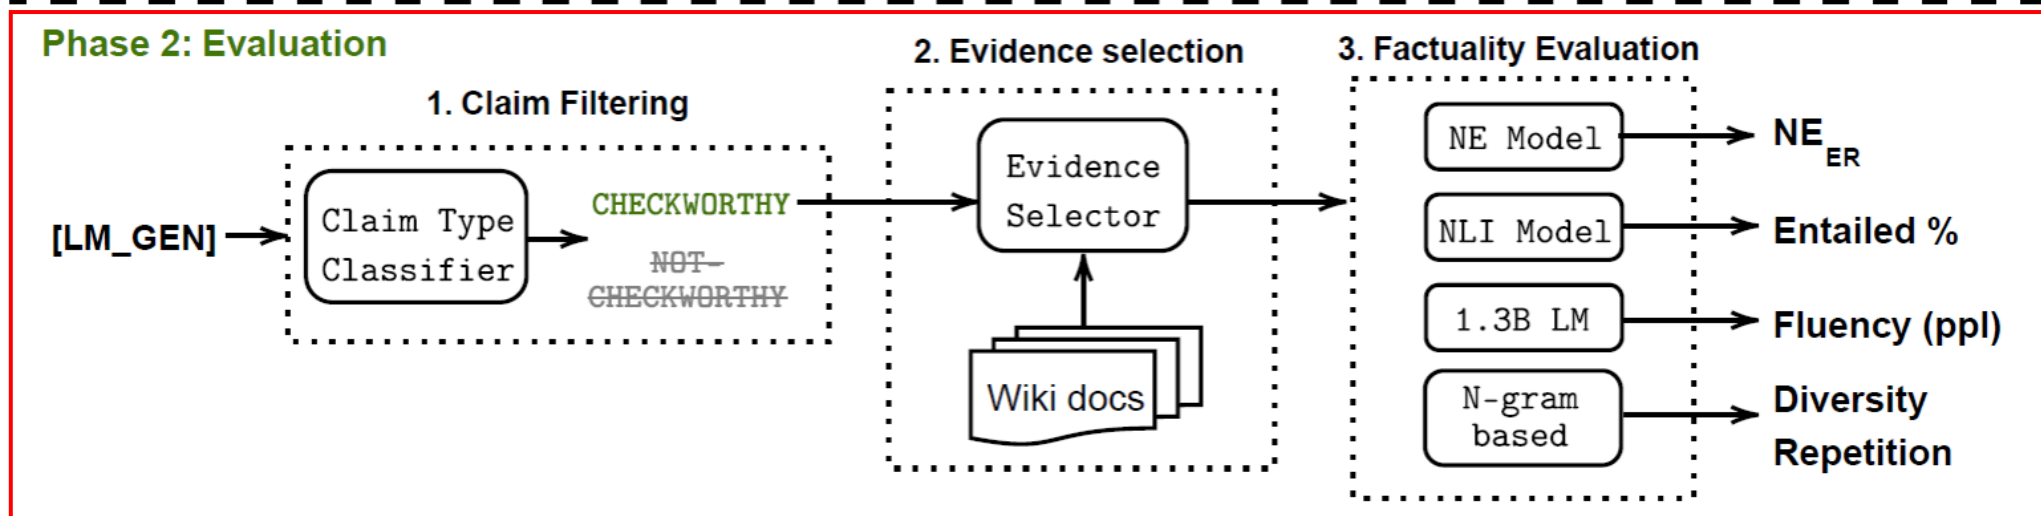 Phase 2: Evaluation
1. Claim Filtering
[LM_GEN]
Claim Type
Classifier
CHECKWORTHY
NOT-
CHECKWORTHY
2. Evidence selection
Evidence
Selector
Wiki docs
3. Factuality Evaluation
NE Model
NE ER
NLI Model
Entailed %
1.3B LM
Fluency (ppl)
N-gram
based
Diversity
Repetition